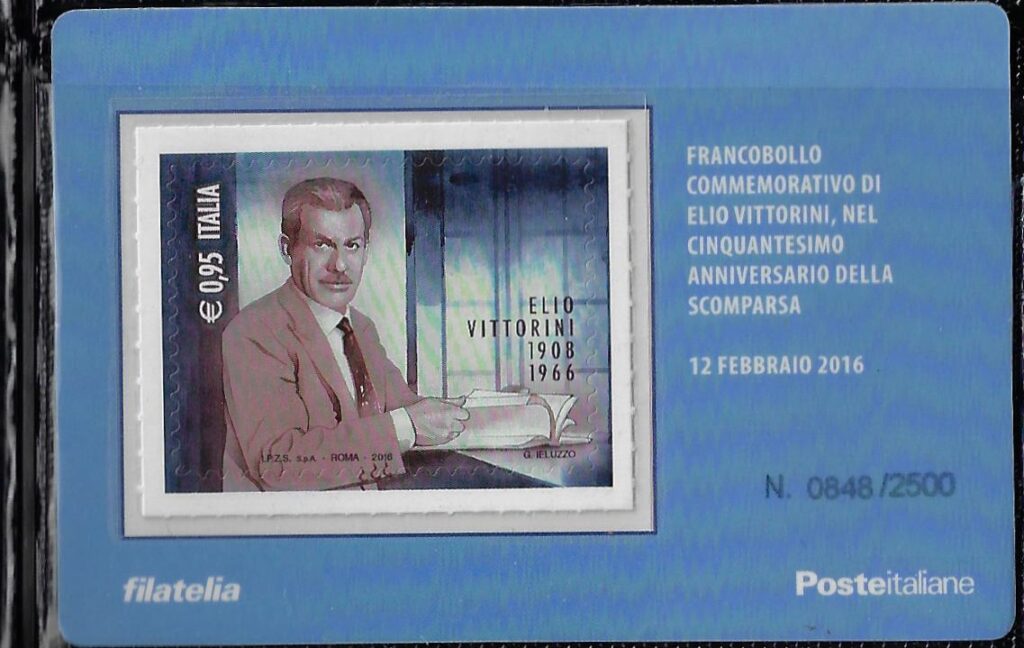 € 0,95 ITALIA
ELIO
VITTORINI
1908
1966
I.P.Z.S. S.p.A. - ROMA - 2016
G. IELUZZO
FRANCOBOLLO
COMMEMORATIVO DI
ELIO VITTORINI, NEL
CINQUANTESIMO
ANNIVERSARIO DELLA
SCOMPARSA
12 FEBBRAIO 2016
N. 0848/2500
filatelia
Posteitaliane